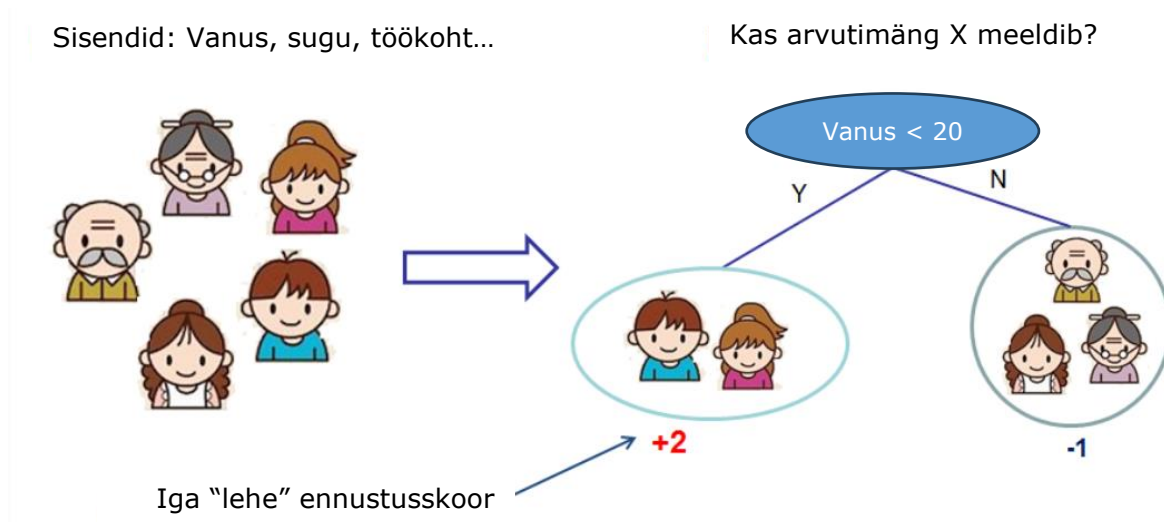 Sisendid: Vanus, sugu, töökoht…
Kas arvutimäng X meeldib?
Vanus < 20
Y
N
+2
-1
Iga “lehe” ennustusskoor